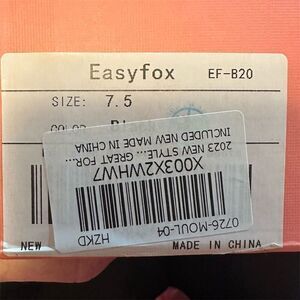 Easyfox EF-B20
SIZE: 7.5
X003X2WHW7
2023 NEW STYLE.... GREAT FOR...
INCLUDED NEW MADE IN CHINA
HZKD 0726-MOUL-04
NEW MADE IN CHINA